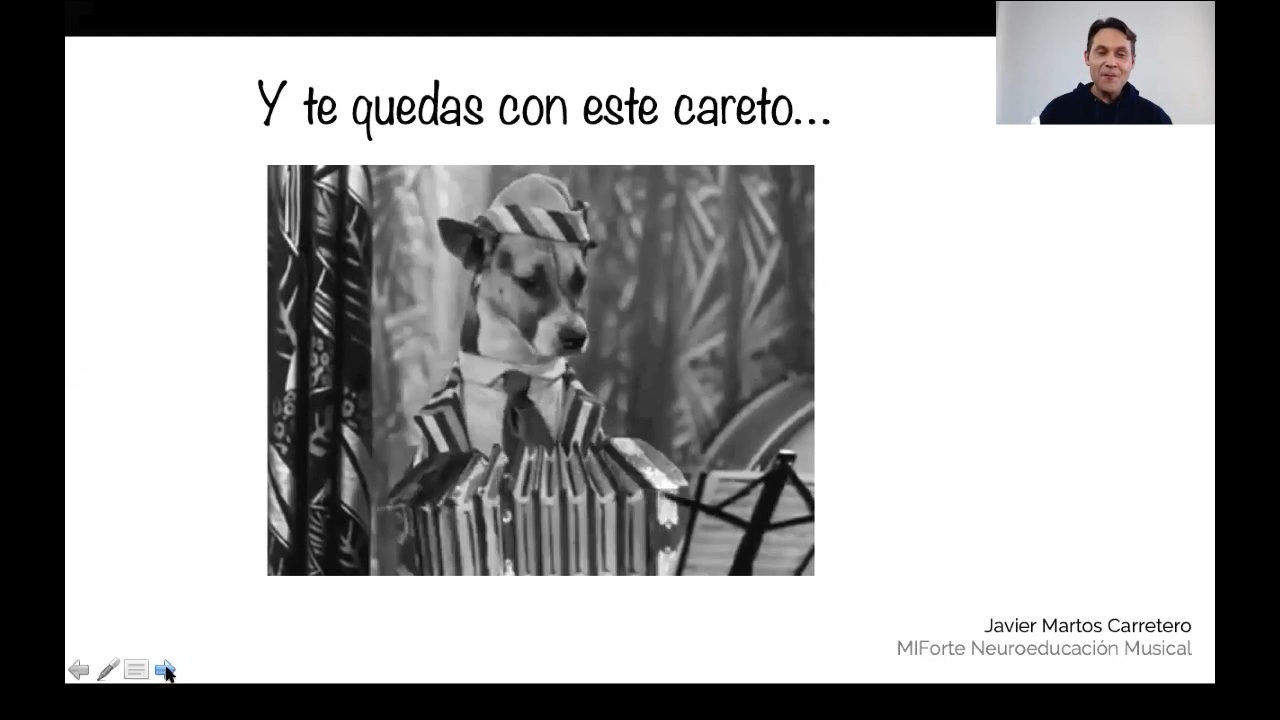 Y te quedas con este careto...
Javier Martos Carretero
MIForte Neuroeducación Musical